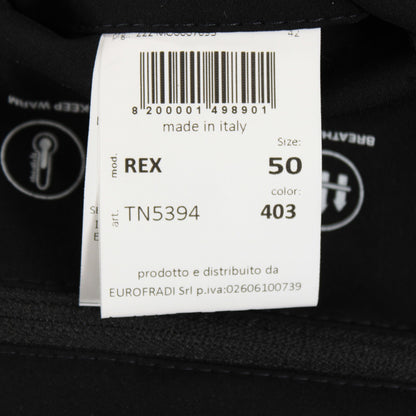 42
8 200001 498901
made in italy
Size:
mod. REX 50
color:
art. TN5394 403
prodotto e distribuito da
EUROFRADI Srl p.iva:02606100739
KEEP WARM